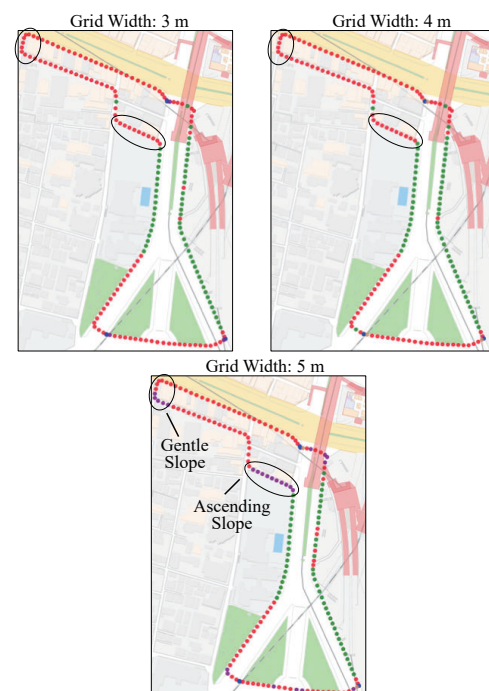 Grid Width: 3 m
Grid Width: 4 m
Grid Width: 5 m
Gentle
Slope
Ascending
Slope